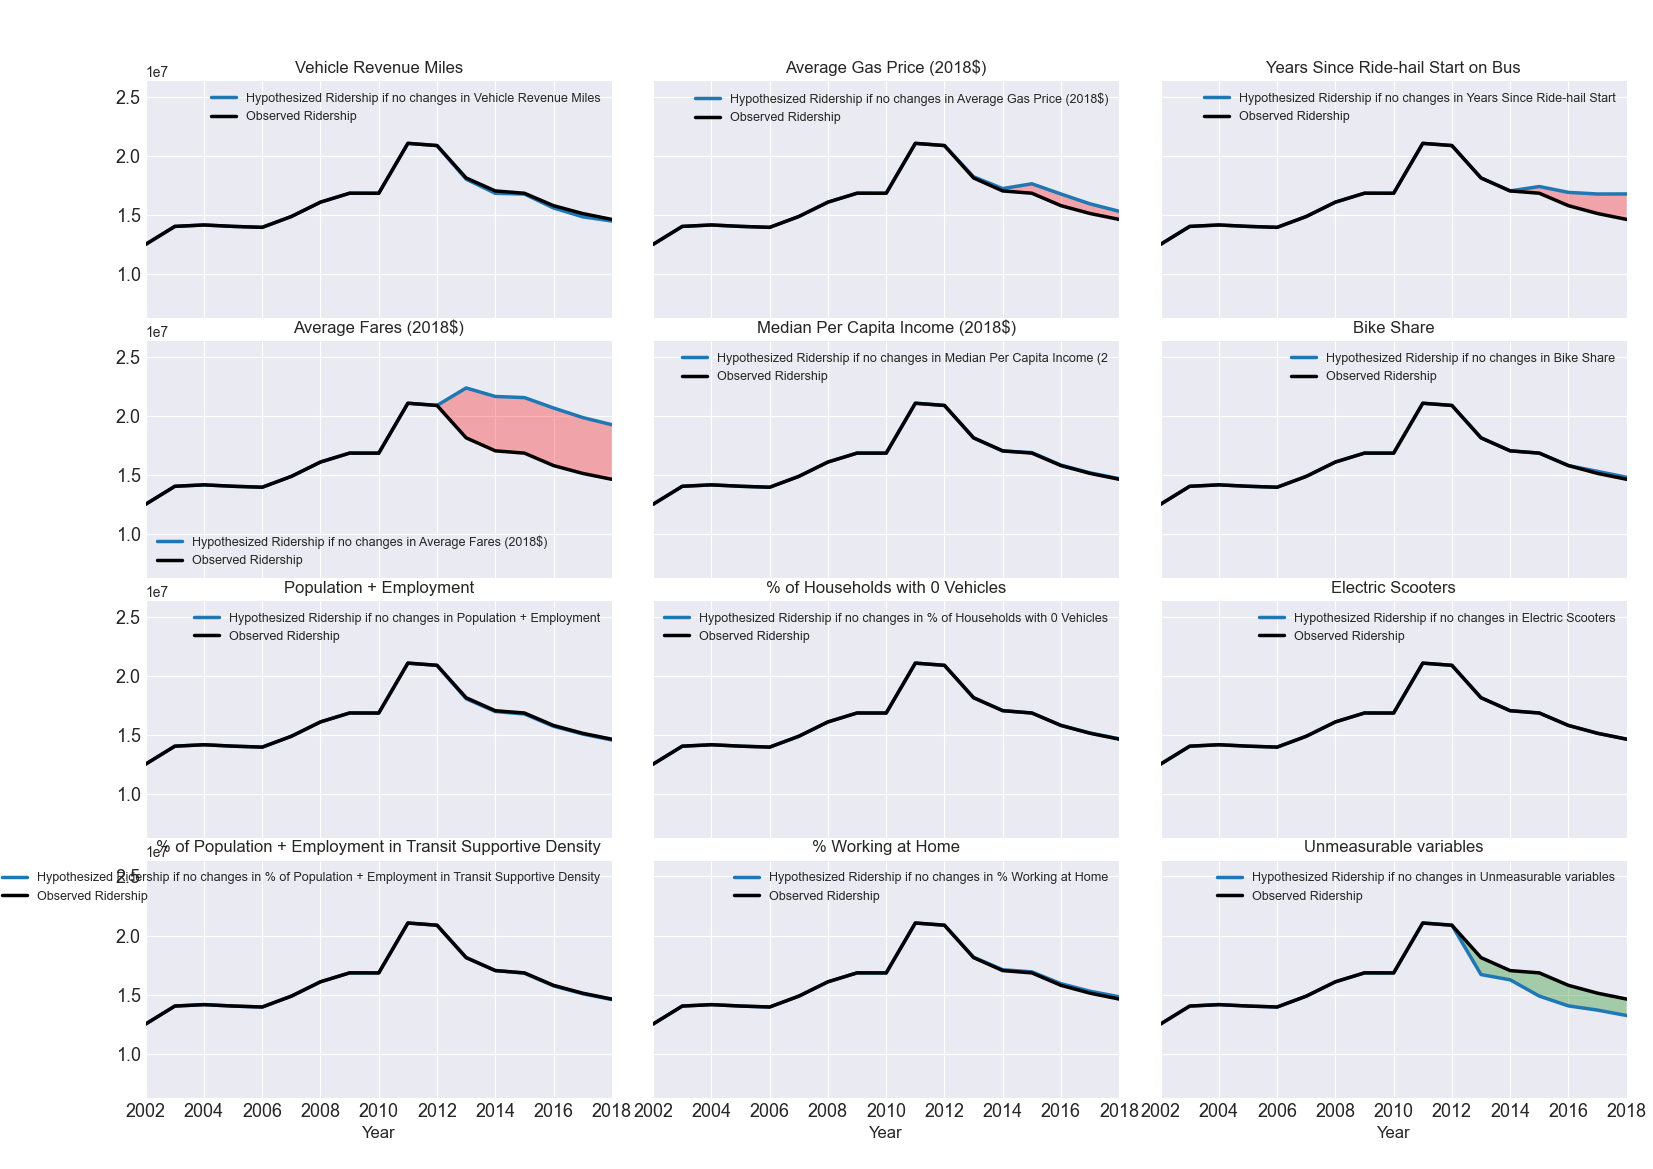 Vehicle Revenue Miles
Average Gas Price (2018$)
Years Since Ride-hail Start on Bus
1e7
Hypothesized Ridership if no changes in Vehicle Revenue Miles
Observed Ridership
Hypothesized Ridership if no changes in Average Gas Price (2018$)
Observed Ridership
Hypothesized Ridership if no changes in Years Since Ride-hail Start
Observed Ridership
2.5
2.0
1.5
1.0
Average Fares (2018$)
Median Per Capita Income (2018$)
Bike Share
1e7
Hypothesized Ridership if no changes in Average Fares (2018$)
Observed Ridership
Hypothesized Ridership if no changes in Median Per Capita Income (2
Observed Ridership
Hypothesized Ridership if no changes in Bike Share
Observed Ridership
2.5
2.0
1.5
1.0
Population + Employment
% of Households with 0 Vehicles
Electric Scooters
1e7
Hypothesized Ridership if no changes in Population + Employment
Observed Ridership
Hypothesized Ridership if no changes in % of Households with 0 Vehicles
Observed Ridership
Hypothesized Ridership if no changes in Electric Scooters
Observed Ridership
2.5
2.0
1.5
1.0
% of Population + Employment in Transit Supportive Density
% Working at Home
Unmeasurable variables
1e7
Hypothesized Ridership if no changes in % of Population + Employment in Transit Supportive Density
Observed Ridership
Hypothesized Ridership if no changes in % Working at Home
Observed Ridership
Hypothesized Ridership if no changes in Unmeasurable variables
Observed Ridership
2.5
2.0
1.5
1.0
2002 2004 2006 2008 2010 2012 2014 2016 2018
2002 2004 2006 2008 2010 2012 2014 2016 2018
2002 2004 2006 2008 2010 2012 2014 2016 2018
Year
Year
Year